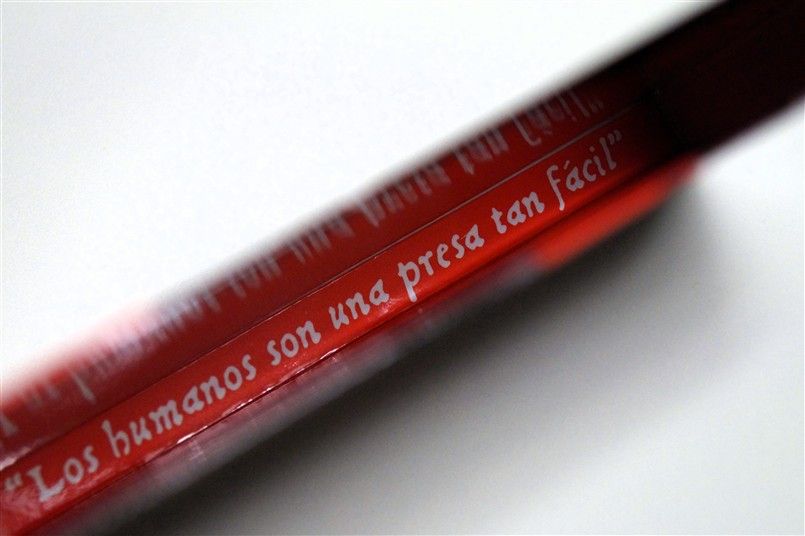 “Los humanos son una presa tan fácil”